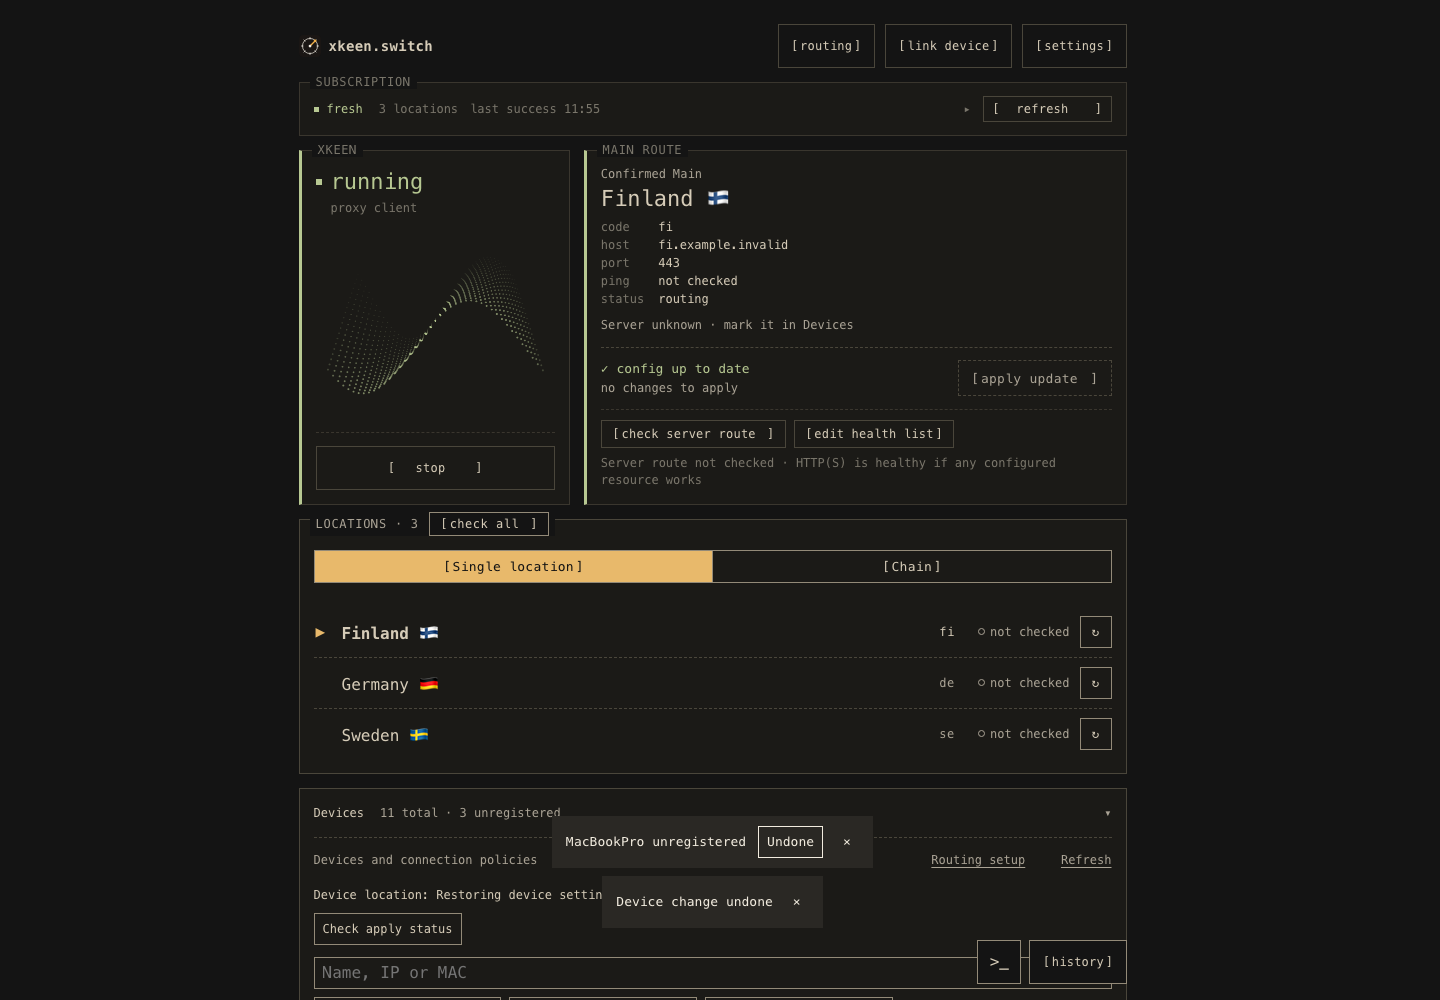 xkeen.switch
[routing] [link device] [settings]
SUBSCRIPTION
fresh 3 locations last success 11:55 ▸ [ refresh ]
XKEEN
running
proxy client
[ stop ]
MAIN ROUTE
Confirmed Main
Finland 🇫🇮
code fi
host fi.example.invalid
port 443
ping not checked
status routing
Server unknown · mark it in Devices
✓ config up to date
no changes to apply
[apply update ]
[check server route ] [edit health list]
Server route not checked · HTTP(S) is healthy if any configured
resource works
LOCATIONS · 3 [check all ]
[Single location] [Chain]
▶ Finland 🇫🇮 fi ○ not checked ↻
Germany 🇩🇪 de ○ not checked ↻
Sweden 🇸🇪 se ○ not checked ↻
Devices 11 total · 3 unregistered ▾
MacBookPro unregistered Undone ×
Devices and connection policies Routing setup Refresh
Device location: Restoring device settin
Device change undone ×
Check apply status
Name, IP or MAC
>_ [history]